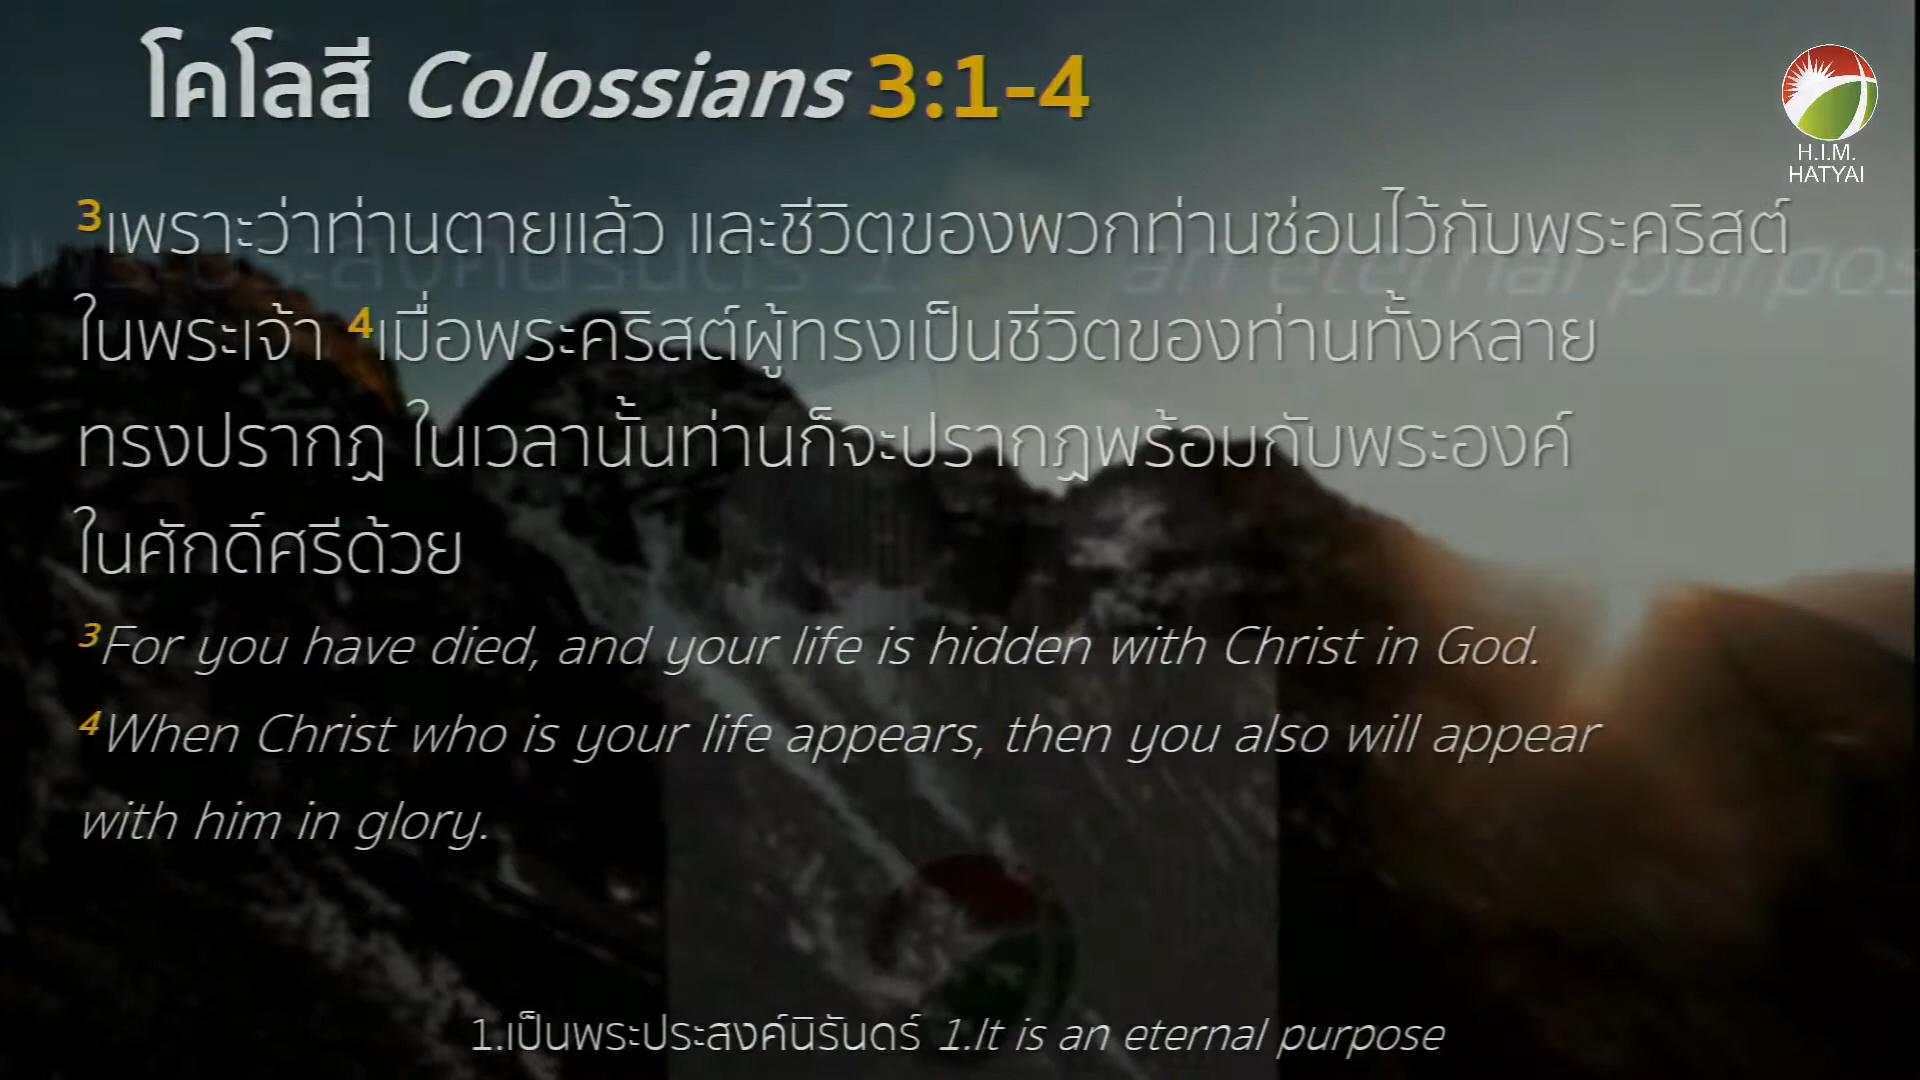 โคโลสี Colossians 3:1-4
H.I.M.
HATYAI
3เพราะว่าท่านตายแล้ว และชีวิตของพวกท่านซ่อนไว้กับพระคริสต์
ในพระเจ้า 4เมื่อพระคริสต์ผู้ทรงเป็นชีวิตของท่านทั้งหลาย
ทรงปรากฏ ในเวลานั้นท่านก็จะปรากฏพร้อมกับพระองค์
ในศักดิ์ศรีด้วย
3For you have died, and your life is hidden with Christ in God.
4When Christ who is your life appears, then you also will appear
with him in glory.
1.เป็นพระประสงค์นิรันดร์ 1.It is an eternal purpose